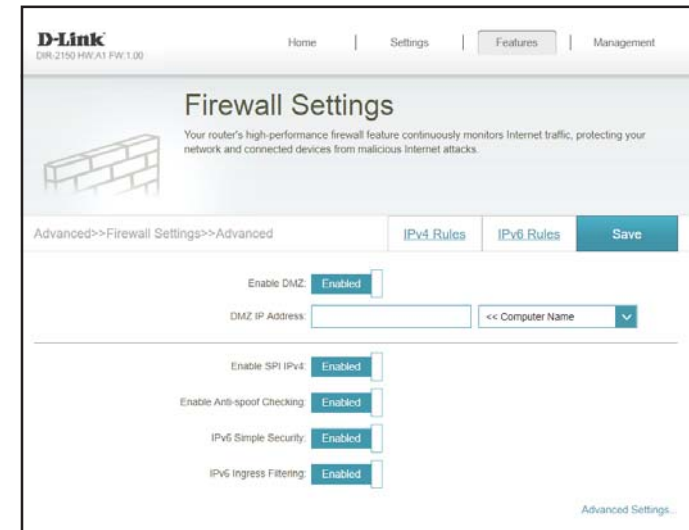 D-Link
DIR-2150 HW:A1 FW:1.00
Home | Settings | Features | Management
Firewall Settings
Your router's high-performance firewall feature continuously monitors Internet traffic, protecting your
network and connected devices from malicious Internet attacks.
Advanced>>Firewall Settings>>Advanced
IPv4 Rules
IPv6 Rules
Save
Enable DMZ: Enabled
DMZ IP Address: << Computer Name
Enable SPI IPv4: Enabled
Enable Anti-spoof Checking: Enabled
IPv6 Simple Security: Enabled
IPv6 Ingress Filtering: Enabled
Advanced Settings...